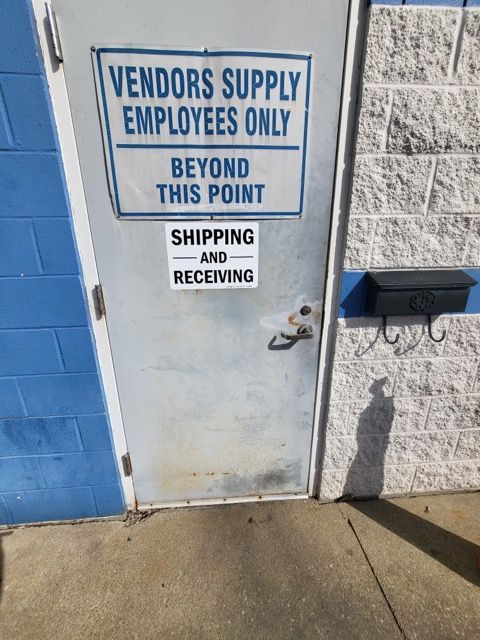 VENDORS SUPPLY
EMPLOYEES ONLY
BEYOND
THIS POINT
SHIPPING
AND
RECEIVING